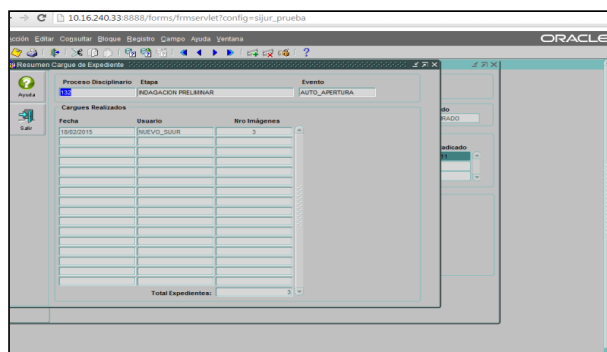 10.16.240.33:8888/forms/frmservlet?config=sijur_prueba
cción Editar Consultar Bloque Registro Campo Ayuda Ventana
ORACLE
Resumen Cargue de Expediente
Ayuda
Salir
Proceso Disciplinario Etapa Evento
132 INDAGACION PRELIMINAR AUTO_APERTURA
Cargues Realizados
Fecha Usuario Nro Imágenes
18/02/2015 NUEVO_SIJUR 3
Total Expedientes: 3
do
RADO
adicado
11